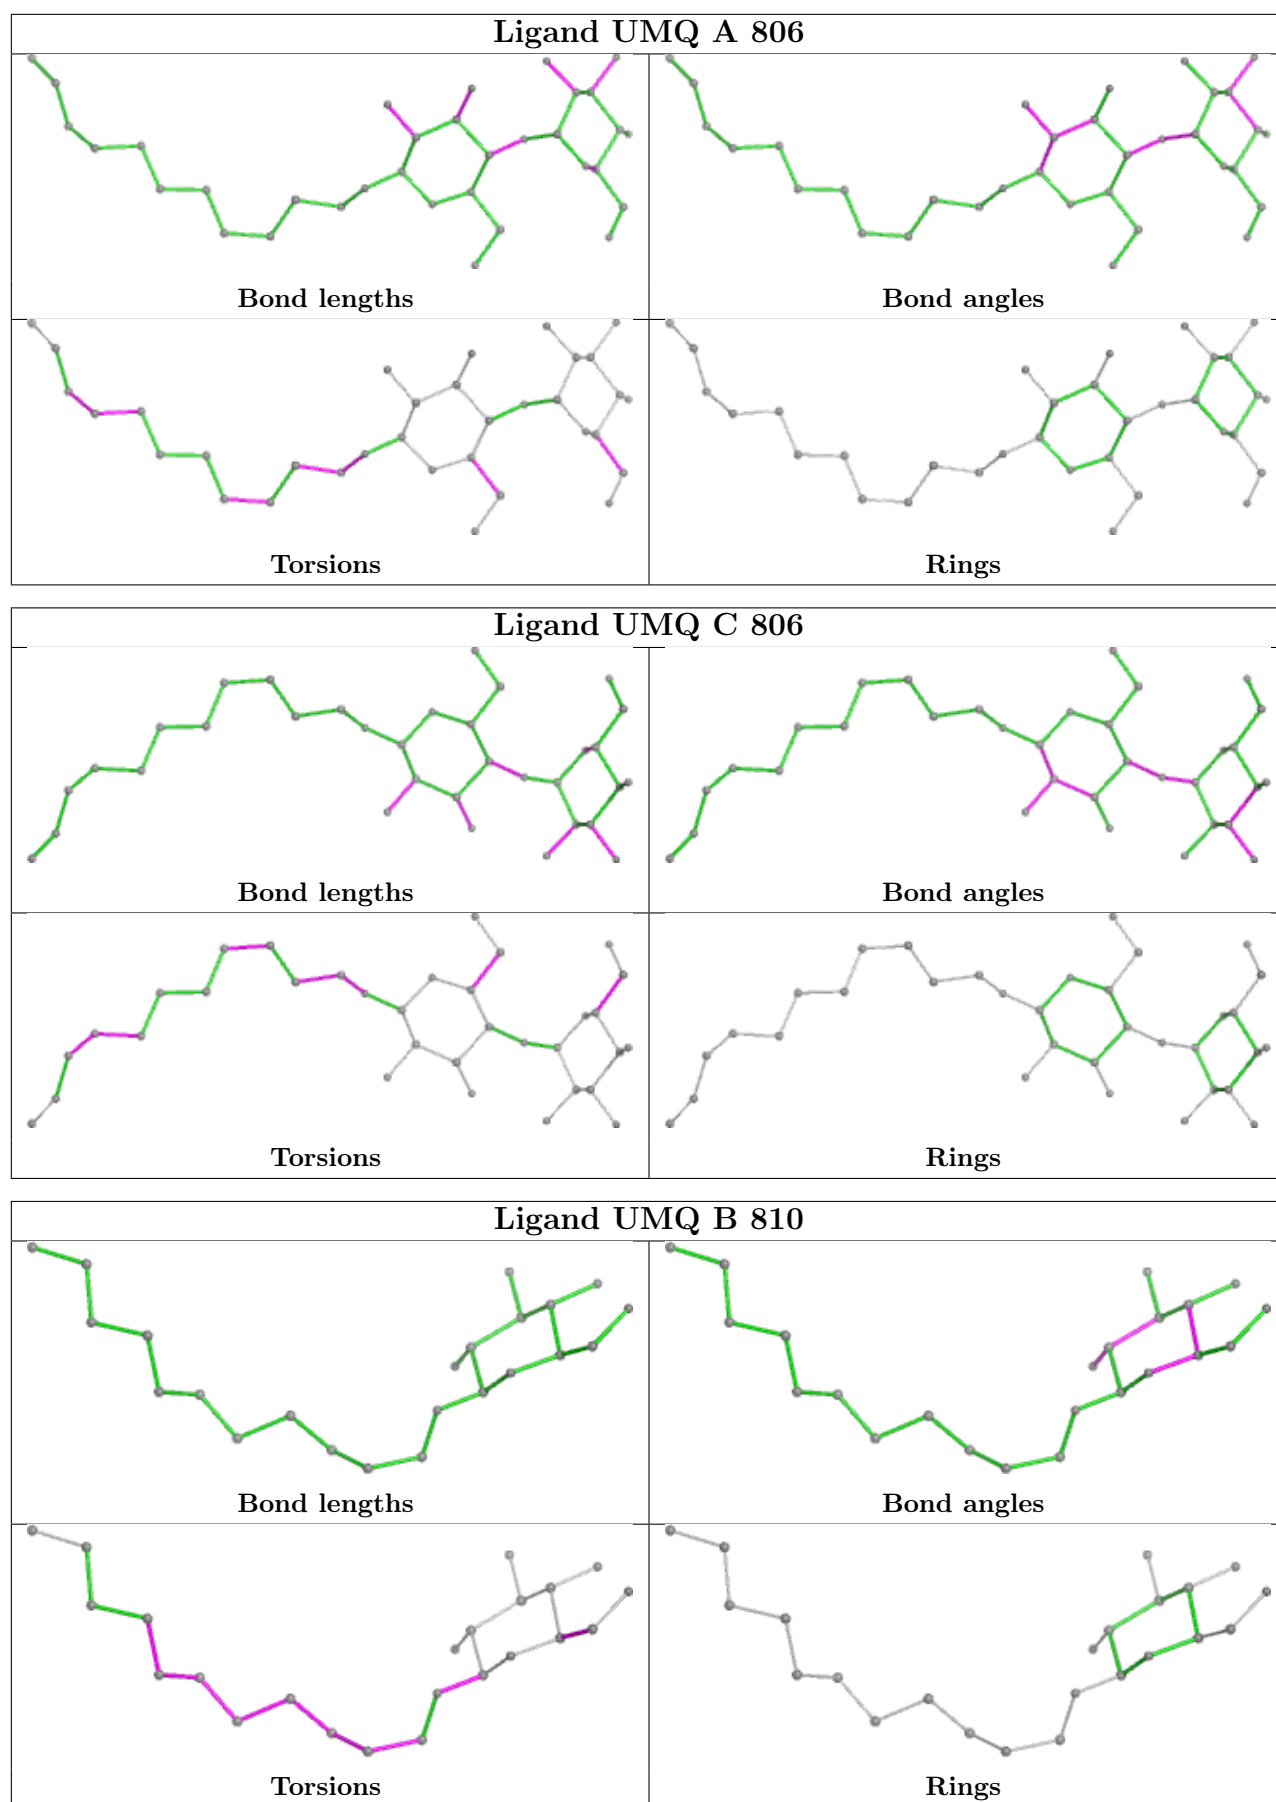 Ligand UMQ A 806
Bond lengths
Bond angles
Torsions
Rings
Ligand UMQ C 806
Bond lengths
Bond angles
Torsions
Rings
Ligand UMQ B 810
Bond lengths
Bond angles
Torsions
Rings